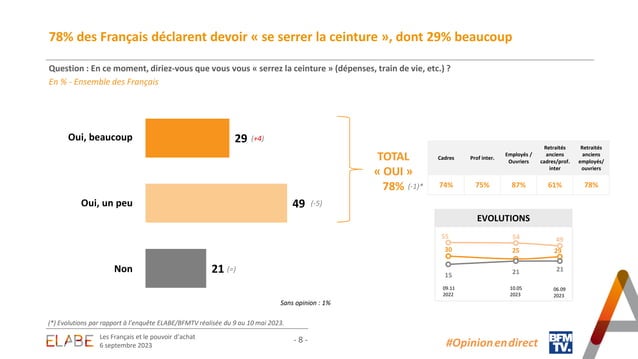 78% des Français déclarent devoir « se serrer la ceinture », dont 29% beaucoup
Question : En ce moment, diriez-vous que vous vous « serrez la ceinture » (dépenses, train de vie, etc.) ?
En % - Ensemble des Français
Oui, beaucoup
29 (+4)
Oui, un peu
49 (-5)
Non
21 (=)
Sans opinion : 1%
TOTAL
« OUI »
78% (-1)*
Cadres
Prof inter.
Employés /
Ouvriers
Retraités
anciens
cadres/prof.
inter
Retraités
anciens
employés/
ouvriers
74% 75% 87% 61% 78%
EVOLUTIONS
55 54 49
30 25 29
15 21 21
09.11
2022
10.05
2023
06.09
2023
(*) Evolutions par rapport à l'enquête ELABE/BFMTV réalisée du 9 au 10 mai 2023.
ELABE
Les Français et le pouvoir d'achat
6 septembre 2023
- 8 -
#Opinionendirect
BFM
TV.